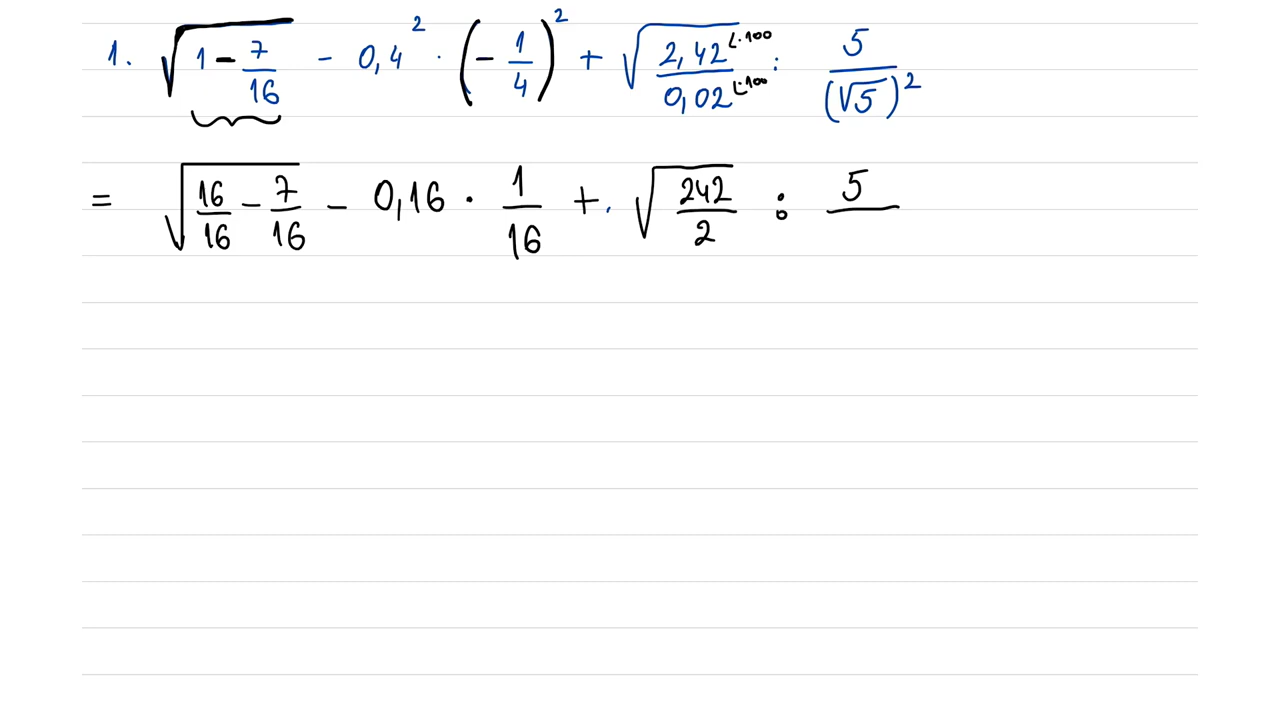 1. √(1 - 7/16) - 0,4² · (- 1/4)² + √(2,42/0,02) : 5/(√5)² ·100 ·100
= √(16/16 - 7/16) - 0,16 · 1/16 + √(242/2) : 5/